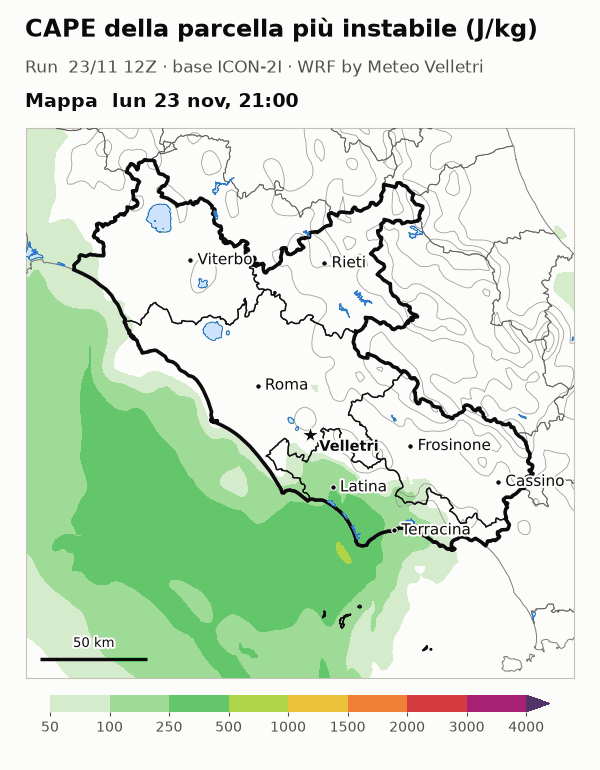 CAPE della parcella più instabile (J/kg)
Run  23/11 12Z · base ICON-2I · WRF by Meteo Velletri
Mappa  lun 23 nov, 21:00
Viterbo
Rieti
Roma
Velletri
Frosinone
Cassino
Latina
Terracina
50 km
50 100 250 500 1000 1500 2000 3000 4000